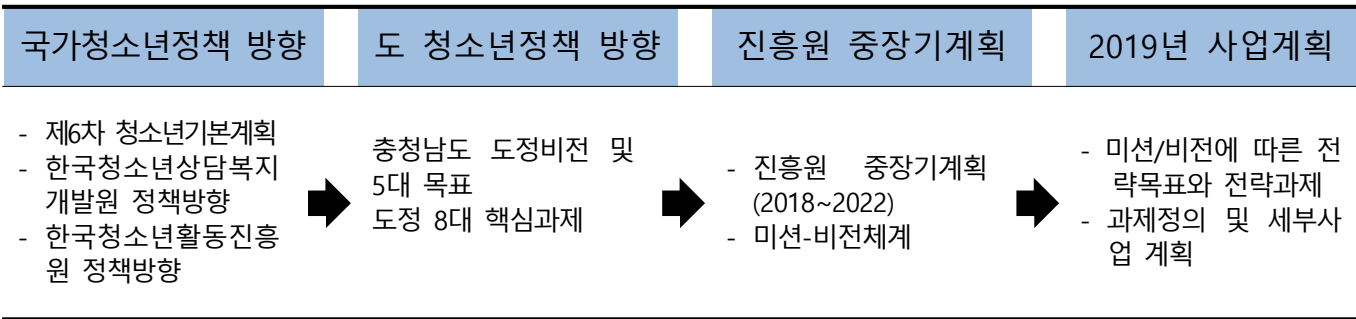 국가청소년정책 방향
도 청소년정책 방향
진흥원 중장기계획
2019년 사업계획
- 제6차 청소년기본계획
- 한국청소년상담복지
개발원 정책방향
- 한국청소년활동진흥
원 정책방향
충청남도 도정비전 및
5대 목표
도정 8대 핵심과제
- 진흥원 중장기계획
(2018~2022)
- 미션-비전체계
- 미션/비전에 따른 전
략목표와 전략과제
- 과제정의 및 세부사
업 계획